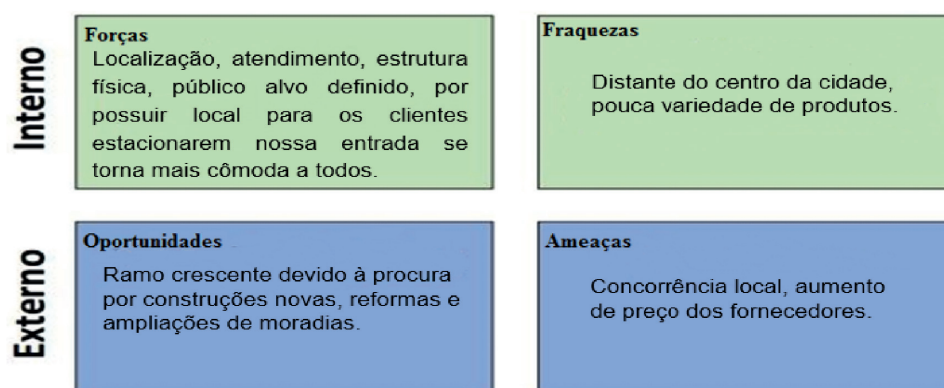 Interno
Forças
Localização, atendimento, estrutura
física, público alvo definido, por
possuir local para os clientes
estacionarem nossa entrada se
torna mais cômoda a todos.
Fraquezas
Distante do centro da cidade,
pouca variedade de produtos.
Externo
Oportunidades
Ramo crescente devido à procura
por construções novas, reformas e
ampliações de moradias.
Ameaças
Concorrência local, aumento
de preço dos fornecedores.